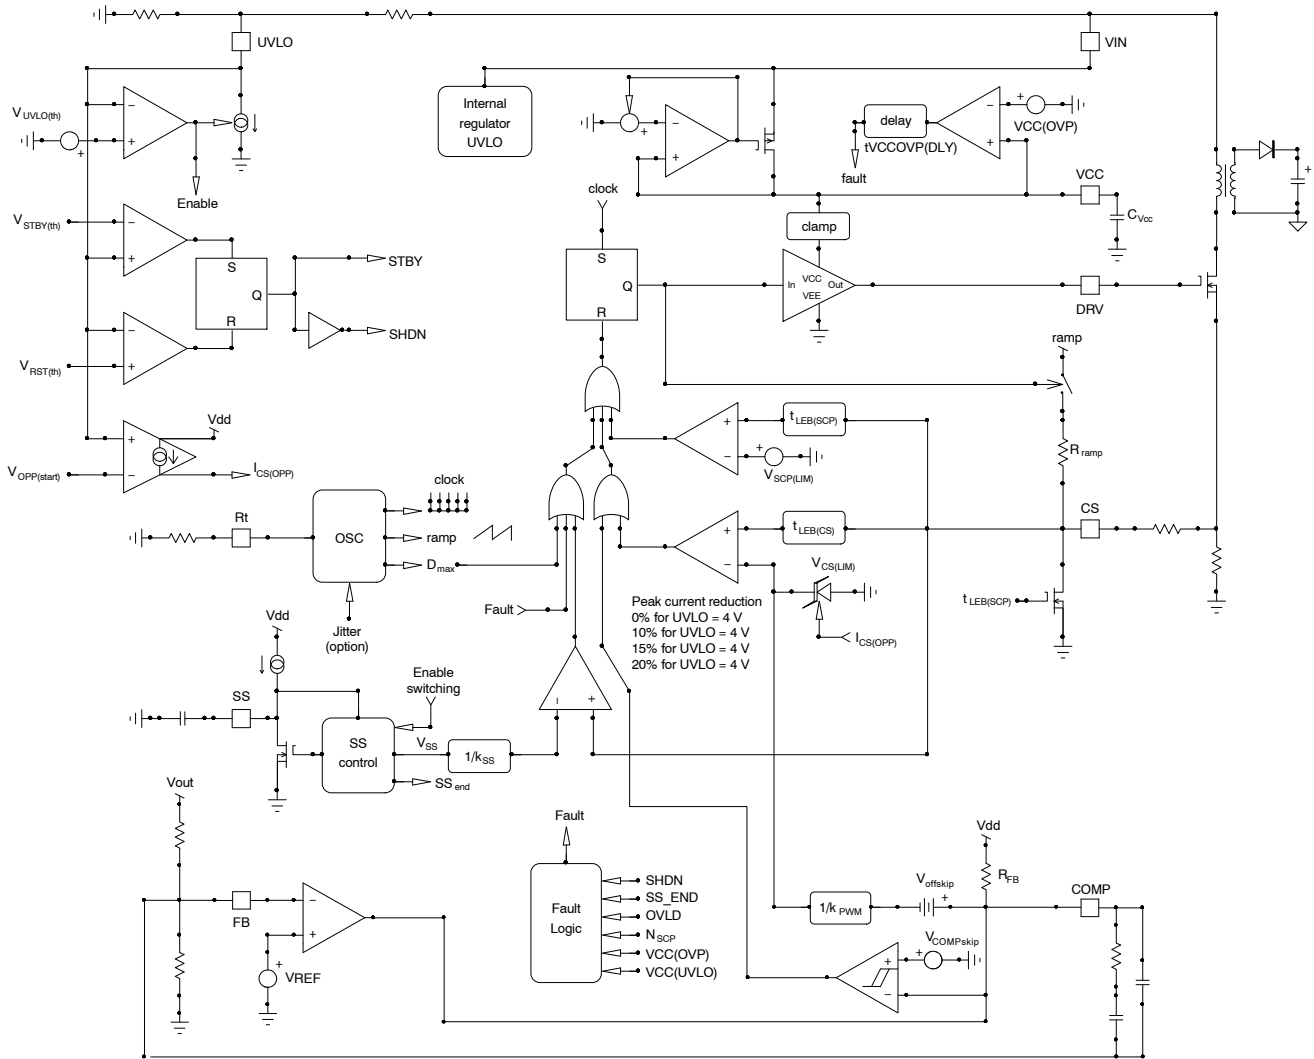 UVLO
VIN
V UVLO(th)
+
−
+
Enable
Internal
regulator
UVLO
+
−
+
delay
tVCCOVP(DLY)
fault
−
+
+
VCC(OVP)
VCC
C Vcc
+
clock
clamp
V STBY(th)
−
+
S
Q
R
STBY
SHDN
−
+
V RST(th)
S
Q
R
In
VCC
VEE
Out
DRV
ramp
R ramp
Vdd
+
−
V OPP(start)
I CS(OPP)
+
−
t LEB(SCP)
+
V SCP(LIM)
Rt
OSC
clock
ramp
D max
Jitter
(option)
Fault
+
−
t LEB(CS)
CS
V CS(LIM)
I CS(OPP)
t LEB(SCP)
Peak current reduction
0% for UVLO = 4 V
10% for UVLO = 4 V
15% for UVLO = 4 V
20% for UVLO = 4 V
Vdd
SS
SS
control
Enable
switching
V SS
1/k SS
SS end
−
+
Vout
FB
−
+
+
VREF
Fault
Fault
Logic
SHDN
SS_END
OVLD
N SCP
VCC(OVP)
VCC(UVLO)
Vdd
R FB
V offskip
+
1/k PWM
COMP
V COMPskip
+
+
−